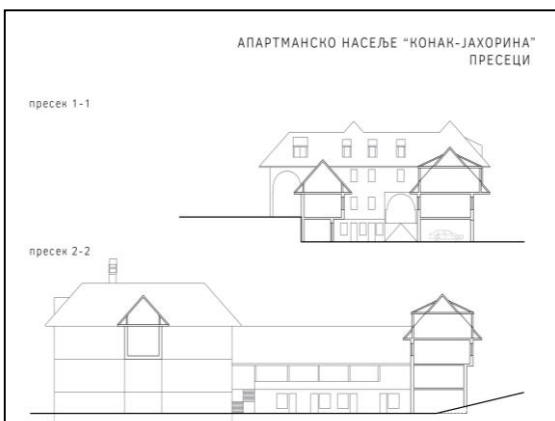 АПАРТМАНСКО НАСЕЉЕ “КОНАК-ЈАХОРИНА”
ПРЕСЕЦИ
пресек 1-1
пресек 2-2